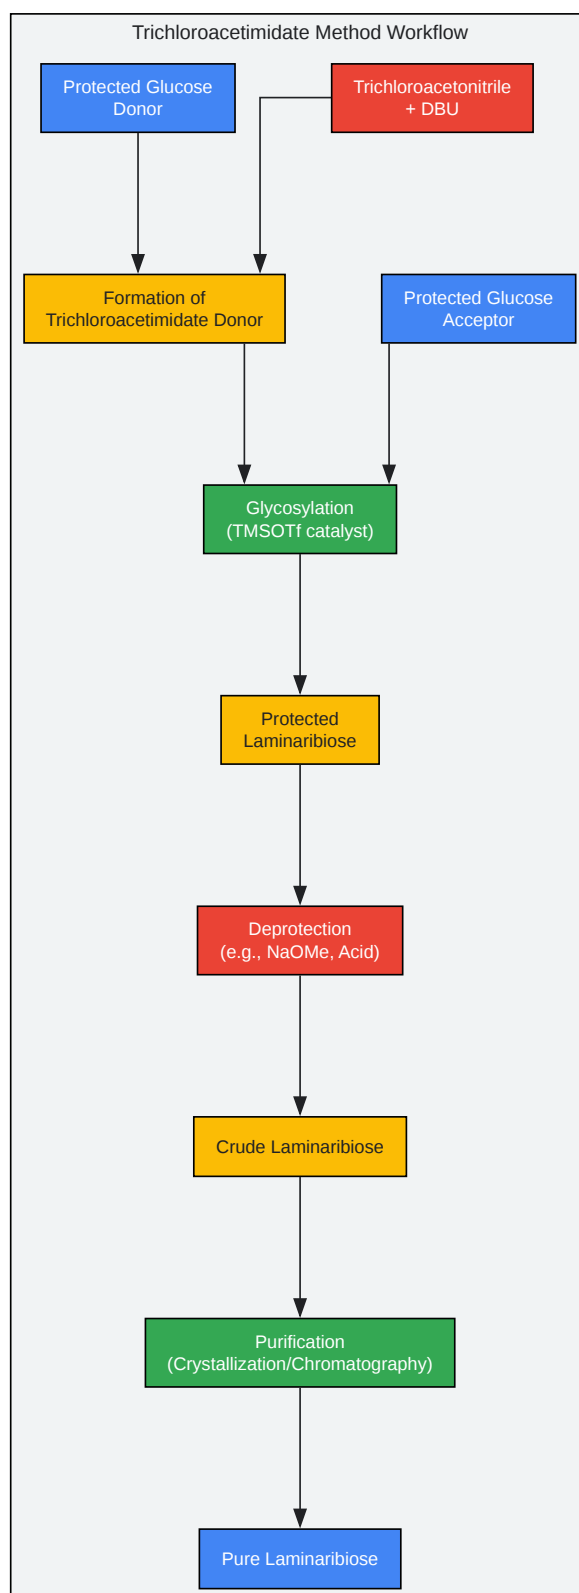 Trichloroacetimidate Method Workflow
Protected Glucose
Donor
Trichloroacetonitrile
+ DBU
Formation of
Trichloroacetimidate Donor
Protected Glucose
Acceptor
Glycosylation
(TMSOTf catalyst)
Protected
Laminaribiose
Deprotection
(e.g., NaOMe, Acid)
Crude Laminaribiose
Purification
(Crystallization/Chromatography)
Pure Laminaribiose